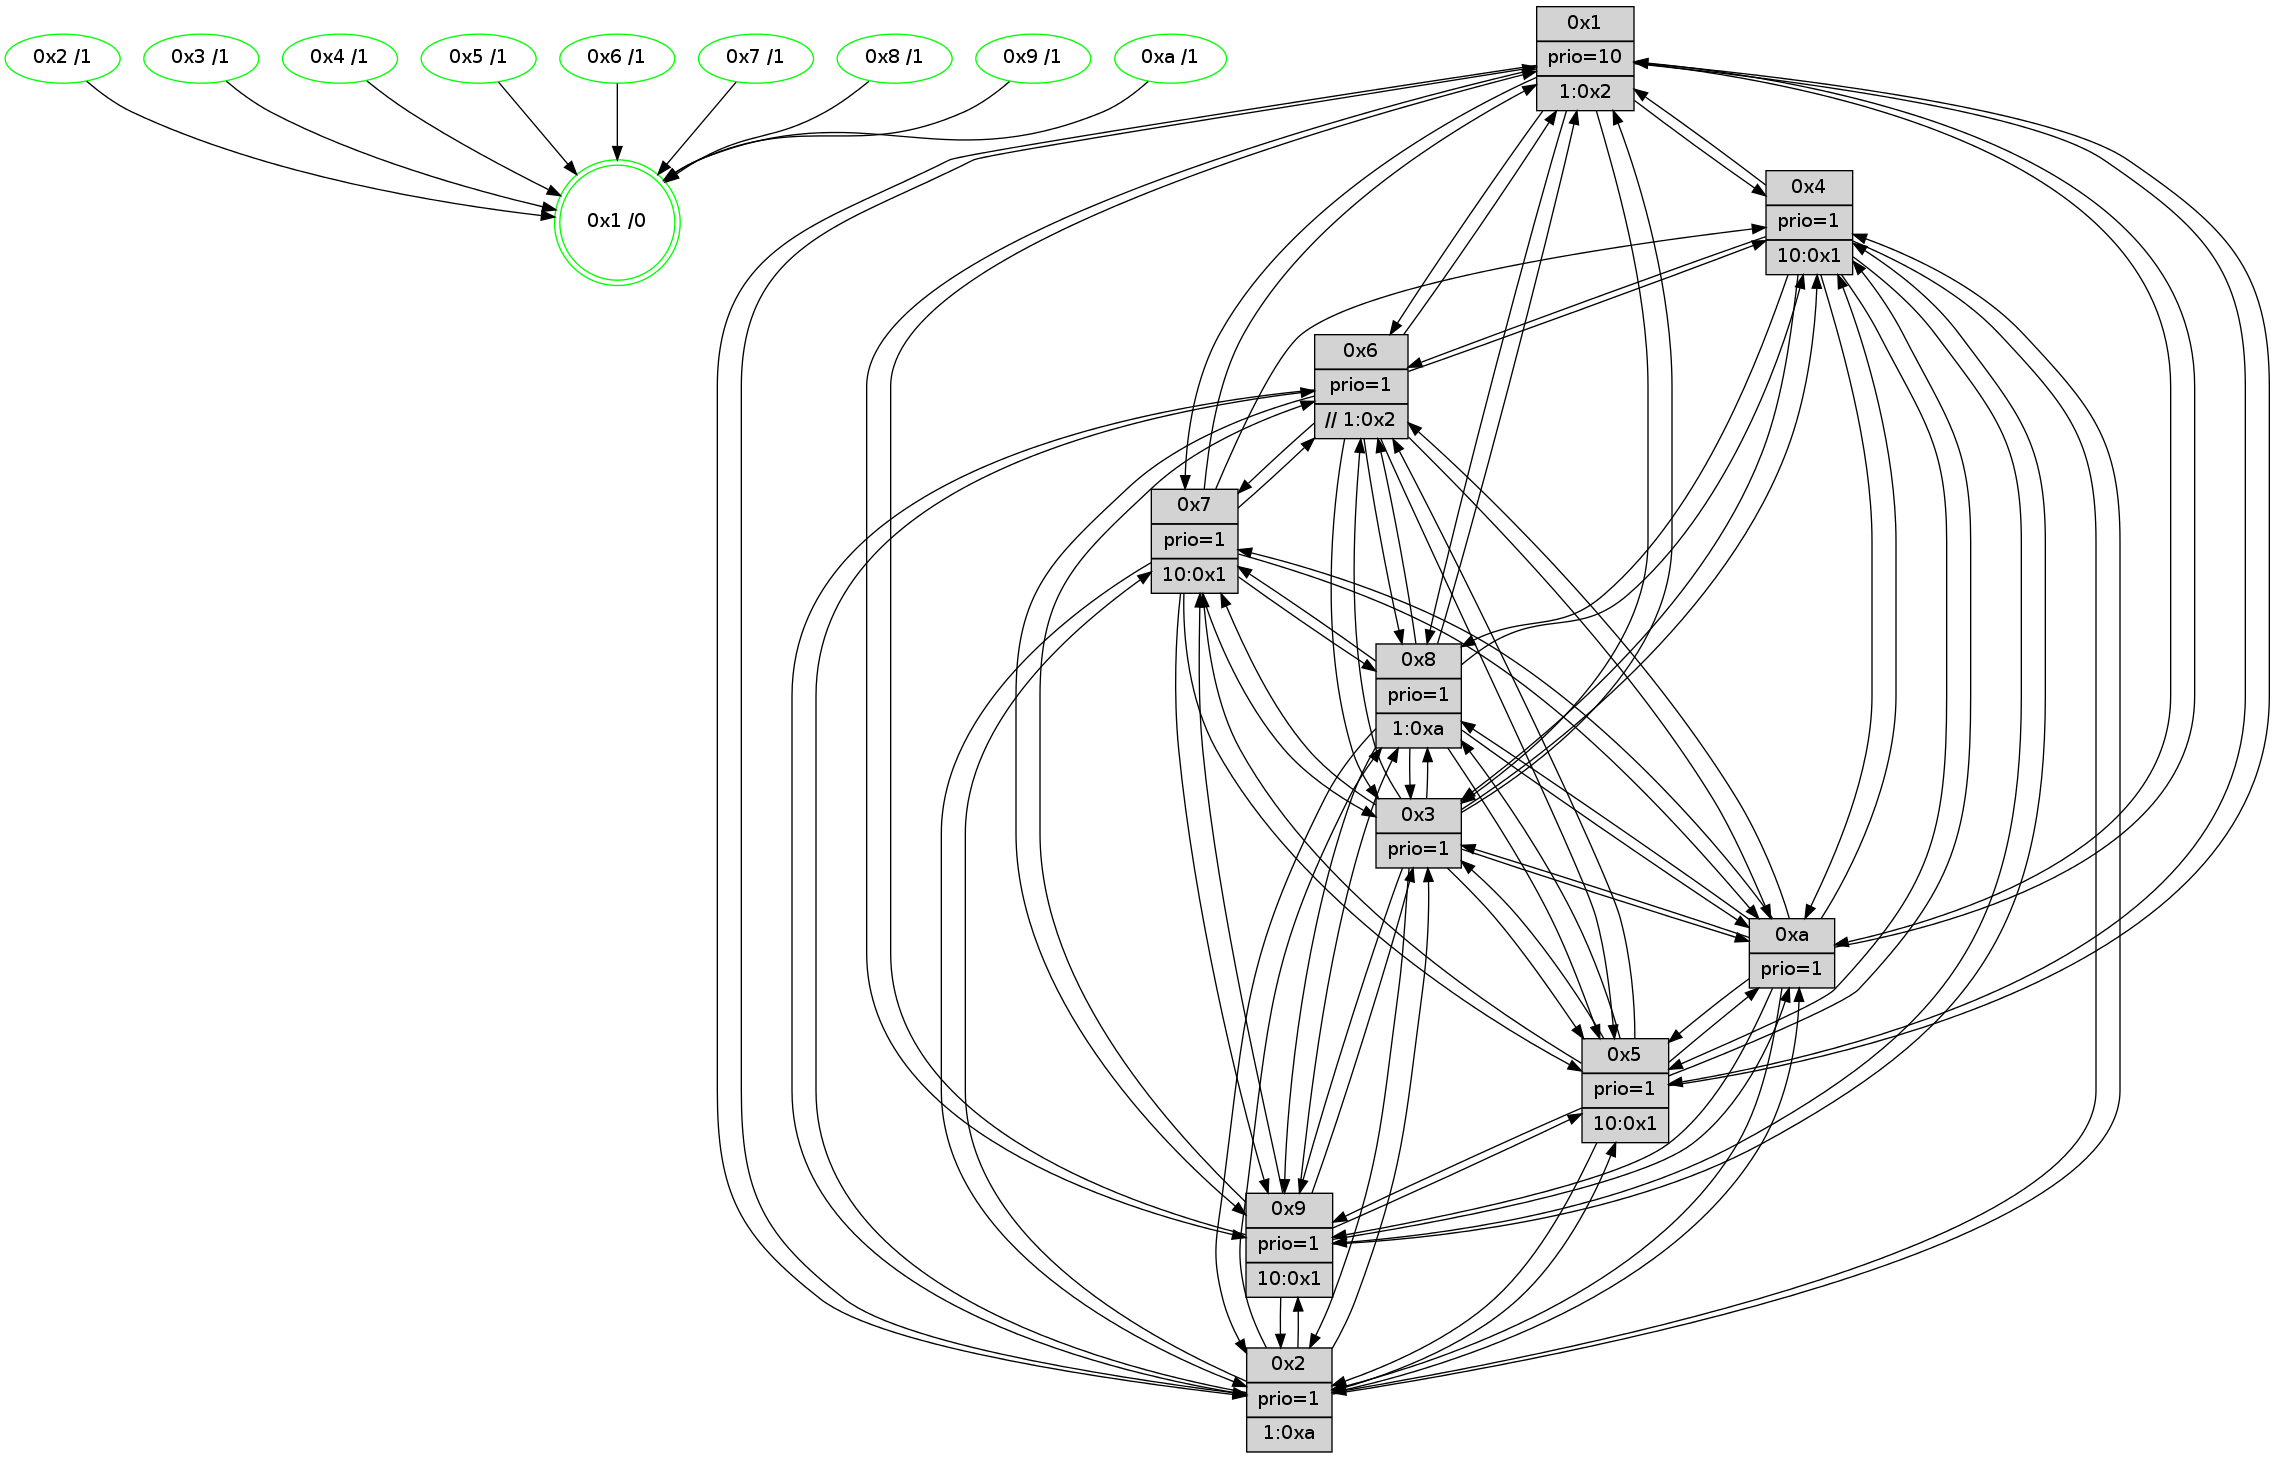 0x2 /1
0x3 /1
0x4 /1
0x5 /1
0x6 /1
0x7 /1
0x8 /1
0x9 /1
0xa /1
0x1 /0
0x1
prio=10
1:0x2
0x4
prio=1
10:0x1
0x6
prio=1
// 1:0x2
0x7
prio=1
10:0x1
0x8
prio=1
1:0xa
0x3
prio=1
0xa
prio=1
0x5
prio=1
10:0x1
0x9
prio=1
10:0x1
0x2
prio=1
1:0xa